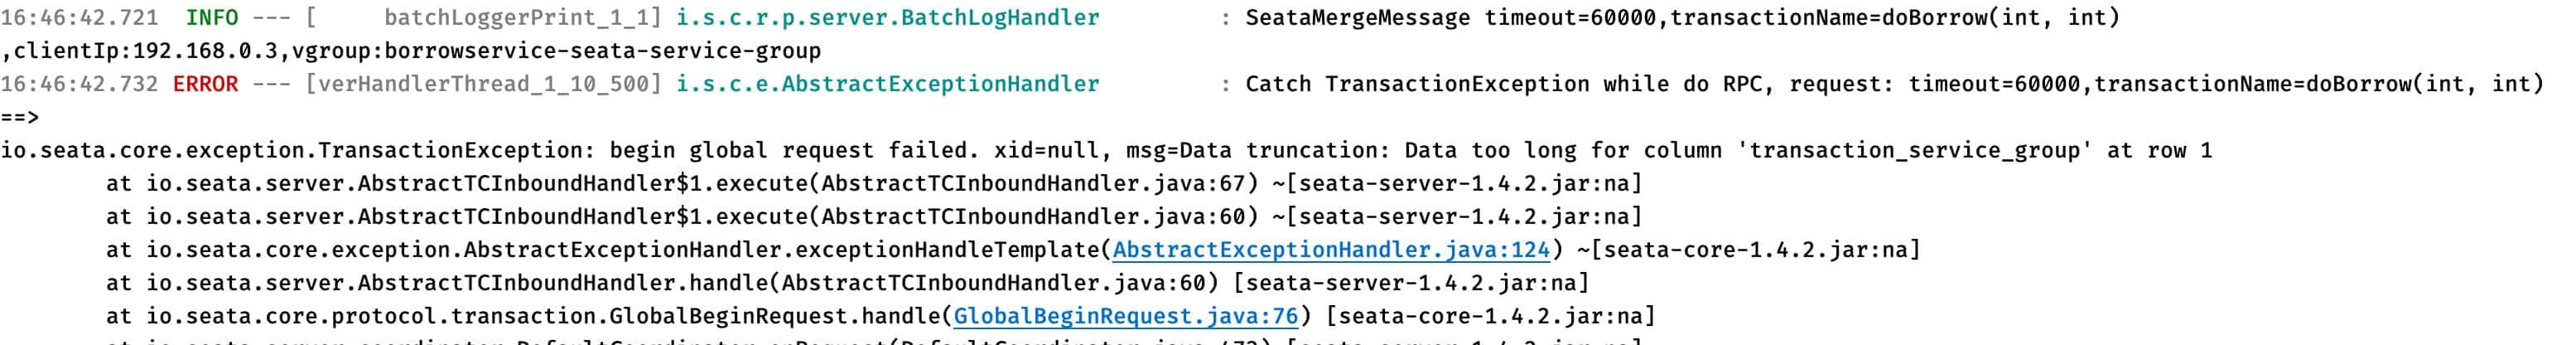 16:46:42.721  INFO --- [     batchLoggerPrint_1_1] i.s.c.r.p.server.BatchLogHandler         : SeataMergeMessage timeout=60000,transactionName=doBorrow(int, int)
,clientIp:192.168.0.3,vgroup:borrowservice-seata-service-group
16:46:42.732 ERROR --- [verHandlerThread_1_10_500] i.s.c.e.AbstractExceptionHandler         : Catch TransactionException while do RPC, request: timeout=60000,transactionName=doBorrow(int, int)
==>
io.seata.core.exception.TransactionException: begin global request failed. xid=null, msg=Data truncation: Data too long for column 'transaction_service_group' at row 1
        at io.seata.server.AbstractTCInboundHandler$1.execute(AbstractTCInboundHandler.java:67) ~[seata-server-1.4.2.jar:na]
        at io.seata.server.AbstractTCInboundHandler$1.execute(AbstractTCInboundHandler.java:60) ~[seata-server-1.4.2.jar:na]
        at io.seata.core.exception.AbstractExceptionHandler.exceptionHandleTemplate(AbstractExceptionHandler.java:124) ~[seata-core-1.4.2.jar:na]
        at io.seata.server.AbstractTCInboundHandler.handle(AbstractTCInboundHandler.java:60) [seata-server-1.4.2.jar:na]
        at io.seata.core.protocol.transaction.GlobalBeginRequest.handle(GlobalBeginRequest.java:76) [seata-core-1.4.2.jar:na]